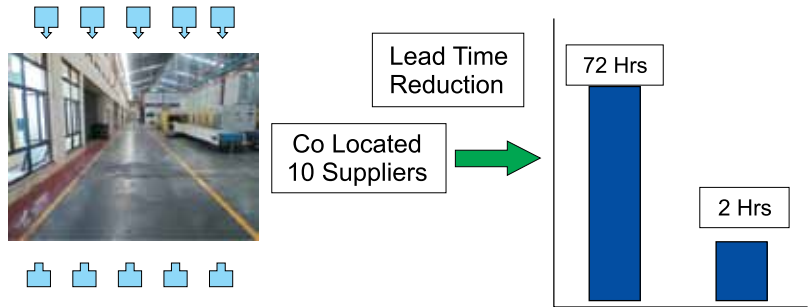 Lead Time
Reduction
Co Located
10 Suppliers
72 Hrs
2 Hrs